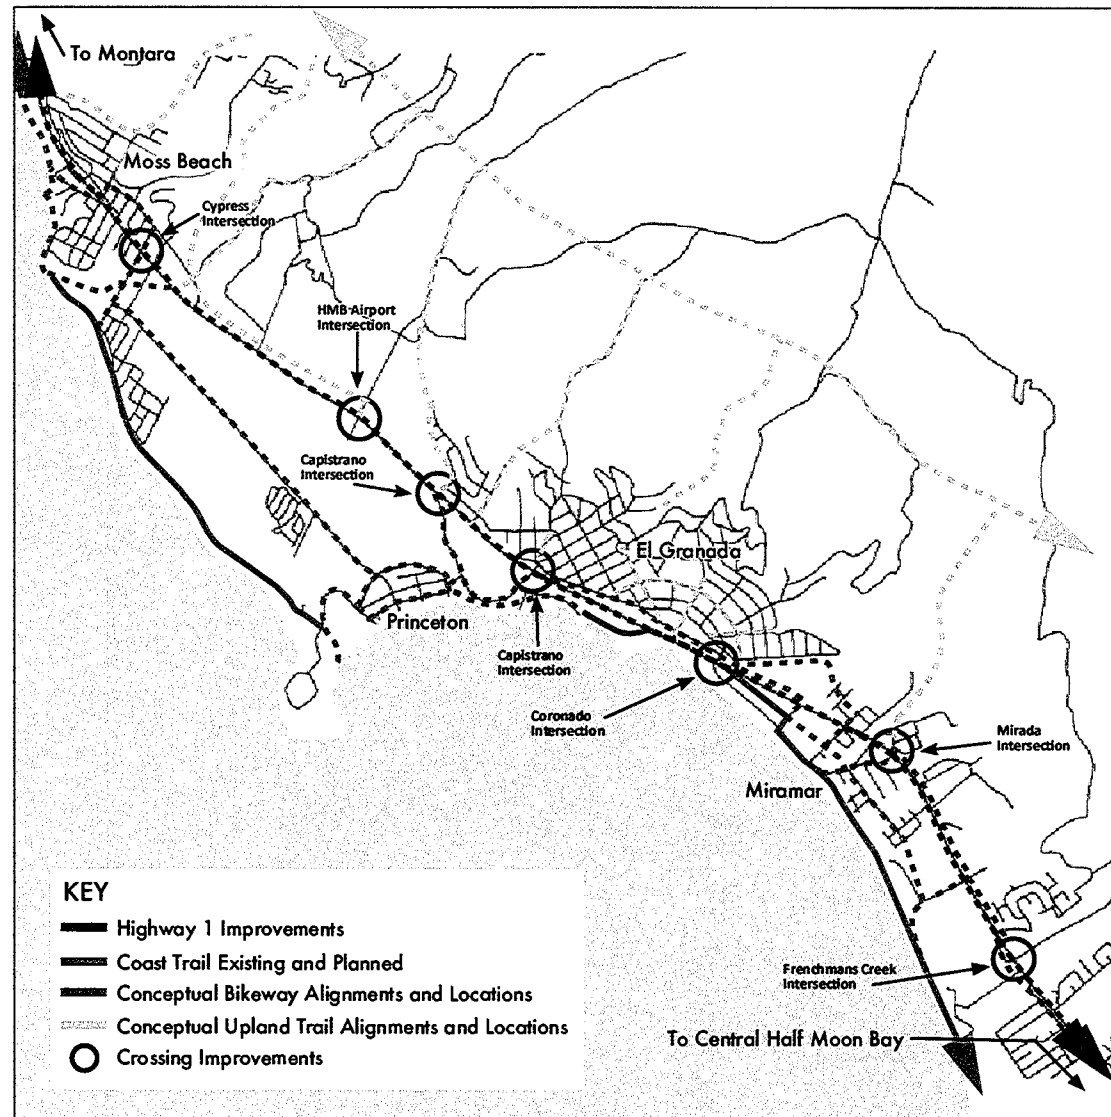 To Montara
Moss Beach
Cypress
Intersection
HMB Airport
Intersection
Capistrano
Intersection
El Granada
Princeton
Capistrano
Intersection
Coronado
Intersection
Mirada
Intersection
Miramar
KEY
Highway 1 Improvements
Coast Trail Existing and Planned
Conceptual Bikeway Alignments and Locations
Conceptual Upland Trail Alignments and Locations
Crossing Improvements
Frenchmans Creek
Intersection
To Central Half Moon Bay